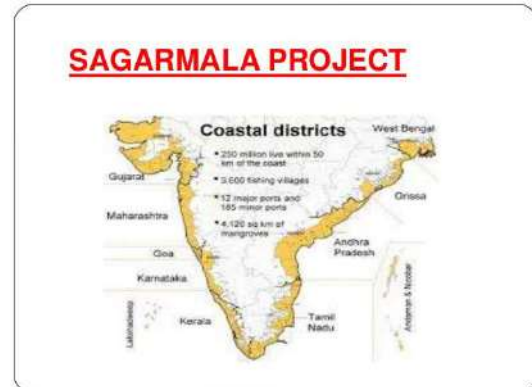 SAGARMALA PROJECT
Coastal districts
West Bengal
• 250 million live within 50
km of the coast
• 3,600 fishing villages
• 12 major ports and
185 minor ports
• 4,120 sq km of
mangroves
Gujarat
Orissa
Maharashtra
Andhra
Pradesh
Goa
Karnataka
Kerala
Tamil
Nadu
Lakshadweep
Andaman & Nicobar